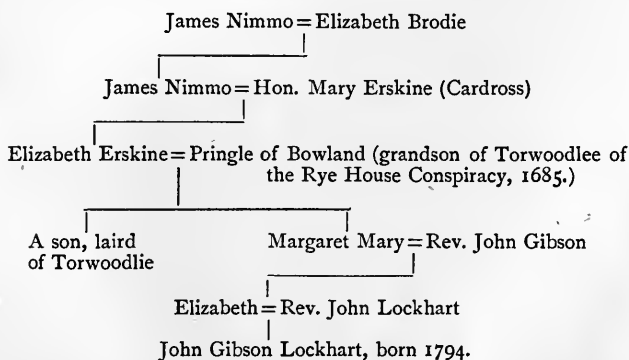 James Nimmo = Elizabeth Brodie
James Nimmo = Hon. Mary Erskine (Cardross)
Elizabeth Erskine = Pringle of Bowland (grandson of Torwoodlee of
the Rye House Conspiracy, 1685.)
A son, laird
of Torwoodlie
Margaret Mary = Rev. John Gibson
Elizabeth = Rev. John Lockhart
John Gibson Lockhart, born 1794.